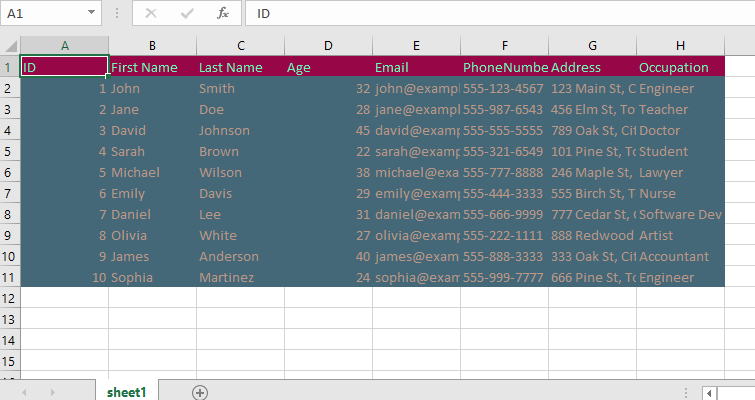 A1 fx ID
A B C D E F G H
1 ID First Name Last Name Age Email PhoneNumbe Address Occupation
2 1 John Smith 32 john@exampl 555-123-4567 123 Main St, C Engineer
3 2 Jane Doe 28 jane@exampl 555-987-6543 456 Elm St, To Teacher
4 3 David Johnson 45 david@exam 555-555-5555 789 Oak St, Cit Doctor
5 4 Sarah Brown 22 sarah@exam 555-321-6549 101 Pine St, To Student
6 5 Michael Wilson 38 michael@exa 555-777-8888 246 Maple St, Lawyer
7 6 Emily Davis 29 emily@exam 555-444-3333 555 Birch St, T Nurse
8 7 Daniel Lee 31 daniel@exam 555-666-9999 777 Cedar St, Software Dev
9 8 Olivia White 27 olivia@exam 555-222-1111 888 Redwood Artist
10 9 James Anderson 40 james@exam 555-888-3333 333 Oak St, Cit Accountant
11 10 Sophia Martinez 24 sophia@exam 555-999-7777 666 Pine St, To Engineer
12
13
14
15
sheet1